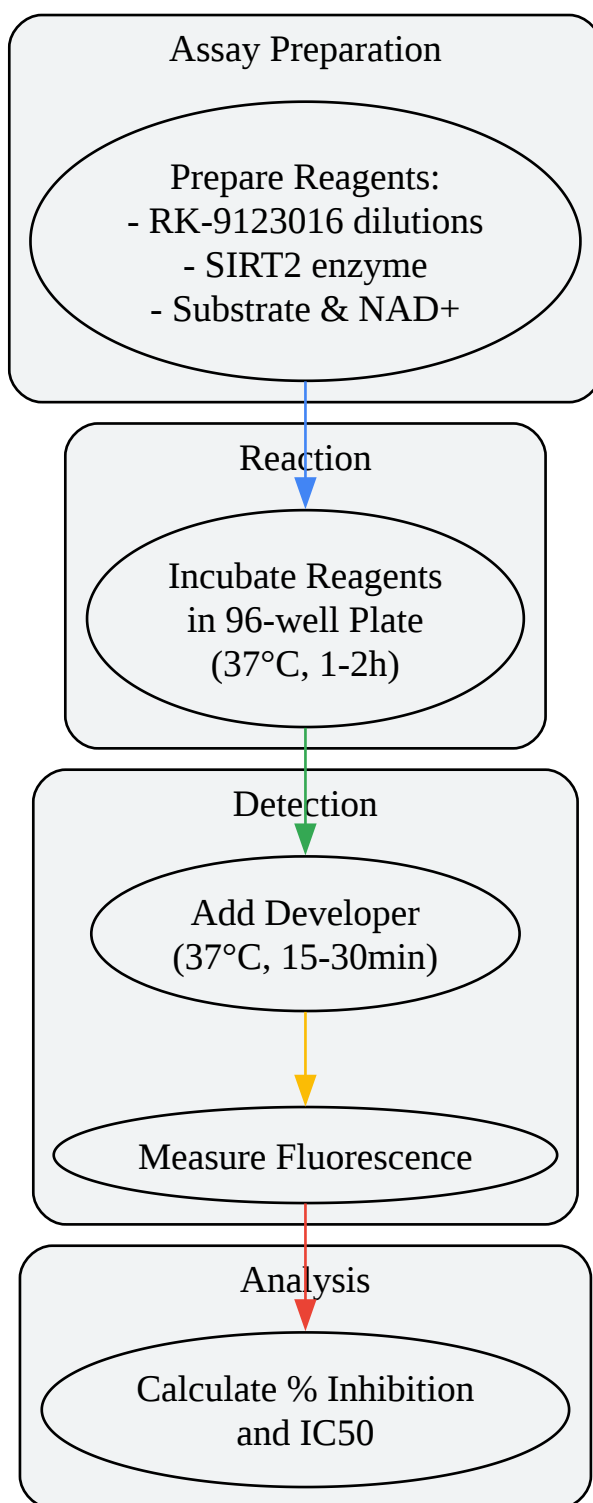 Assay Preparation
Prepare Reagents:
- RK-9123016 dilutions
- SIRT2 enzyme
- Substrate & NAD+
Reaction
Incubate Reagents
in 96-well Plate
(37°C, 1-2h)
Detection
Add Developer
(37°C, 15-30min)
Measure Fluorescence
Analysis
Calculate % Inhibition
and IC50